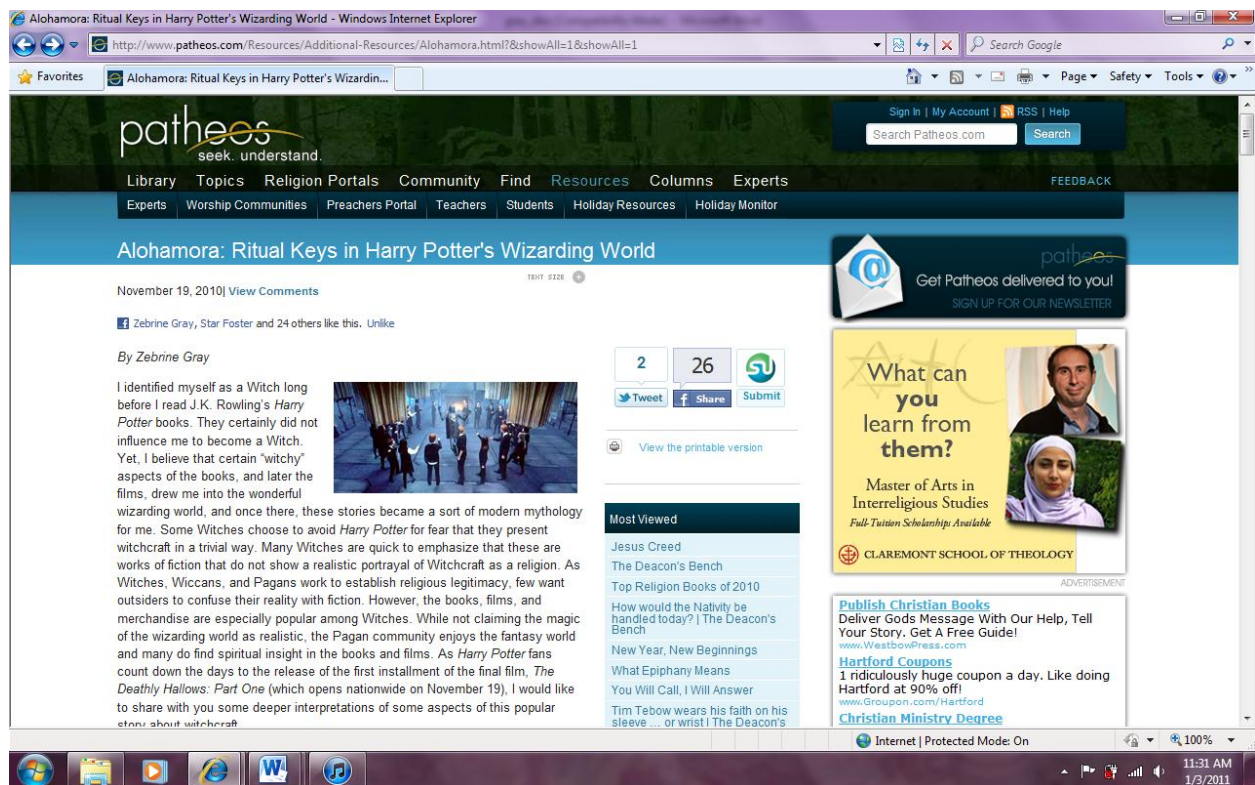 Alohamora: Ritual Keys in Harry Potter's Wizarding World - Windows Internet Explorer
http://www.patheos.com/Resources/Additional-Resources/Alohamora.html?&showAll=1&showAll=1
Search Google
Favorites
Alohamora: Ritual Keys in Harry Potter's Wizardin...
Page Safety Tools
patheos
seek. understand.
Sign In | My Account | RSS | Help
Search Patheos.com Search
Library Topics Religion Portals Community Find Resources Columns Experts
FEEDBACK
Experts Worship Communities Preachers Portal Teachers Students Holiday Resources Holiday Monitor
Alohamora: Ritual Keys in Harry Potter's Wizarding World
TEXT SIZE
November 19, 2010| View Comments
Zebrine Gray, Star Foster and 24 others like this. Unlike
By Zebrine Gray
I identified myself as a Witch long
before I read J.K. Rowling's Harry
Potter books. They certainly did not
influence me to become a Witch.
Yet, I believe that certain "witchy"
aspects of the books, and later the
films, drew me into the wonderful
wizarding world, and once there, these stories became a sort of modern mythology
for me. Some Witches choose to avoid Harry Potter for fear that they present
witchcraft in a trivial way. Many Witches are quick to emphasize that these are
works of fiction that do not show a realistic portrayal of Witchcraft as a religion. As
Witches, Wiccans, and Pagans work to establish religious legitimacy, few want
outsiders to confuse their reality with fiction. However, the books, films, and
merchandise are especially popular among Witches. While not claiming the magic
of the wizarding world as realistic, the Pagan community enjoys the fantasy world
and many do find spiritual insight in the books and films. As Harry Potter fans
count down the days to the release of the first installment of the final film, The
Deathly Hallows: Part One (which opens nationwide on November 19), I would like
to share with you some deeper interpretations of some aspects of this popular
story about witchcraft
2 26
Tweet Share Submit
View the printable version
Most Viewed
Jesus Creed
The Deacon's Bench
Top Religion Books of 2010
How would the Nativity be
handled today? | The Deacon's
Bench
New Year, New Beginnings
What Epiphany Means
You Will Call, I Will Answer
Tim Tebow wears his faith on his
sleeve ... or wrist | The Deacon's
patheos
Get Patheos delivered to you!
SIGN UP FOR OUR NEWSLETTER
What can
you
learn from
them?
Master of Arts in
Interreligious Studies
Full-Tuition Scholarships Available
CLAREMONT SCHOOL OF THEOLOGY
ADVERTISEMENT
Publish Christian Books
Deliver Gods Message With Our Help, Tell
Your Story. Get A Free Guide!
www.WestbowPress.com
Hartford Coupons
1 ridiculously huge coupon a day. Like doing
Hartford at 90% off!
www.Groupon.com/Hartford
Christian Ministry Degree
Internet | Protected Mode: On
100%
11:31 AM
1/3/2011